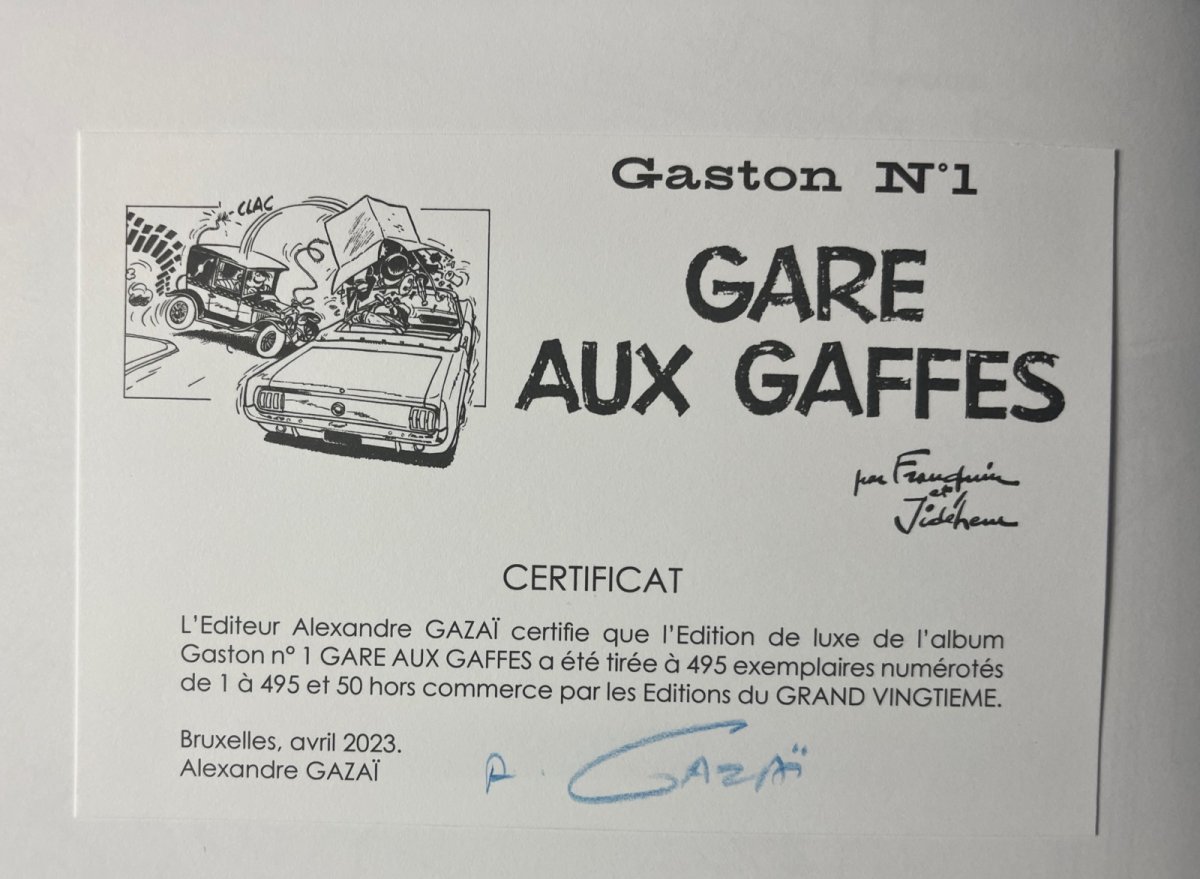 Gaston N°1
CLAC
GARE
AUX GAFFES
par Franquin
et
Jidéhem
CERTIFICAT
L'Editeur Alexandre GAZAÏ certifie que l'Edition de luxe de l'album
Gaston n° 1 GARE AUX GAFFES a été tirée à 495 exemplaires numérotés
de 1 à 495 et 50 hors commerce par les Editions du GRAND VINGTIEME.
Bruxelles, avril 2023.
Alexandre GAZAÏ
A. GAZAÏ